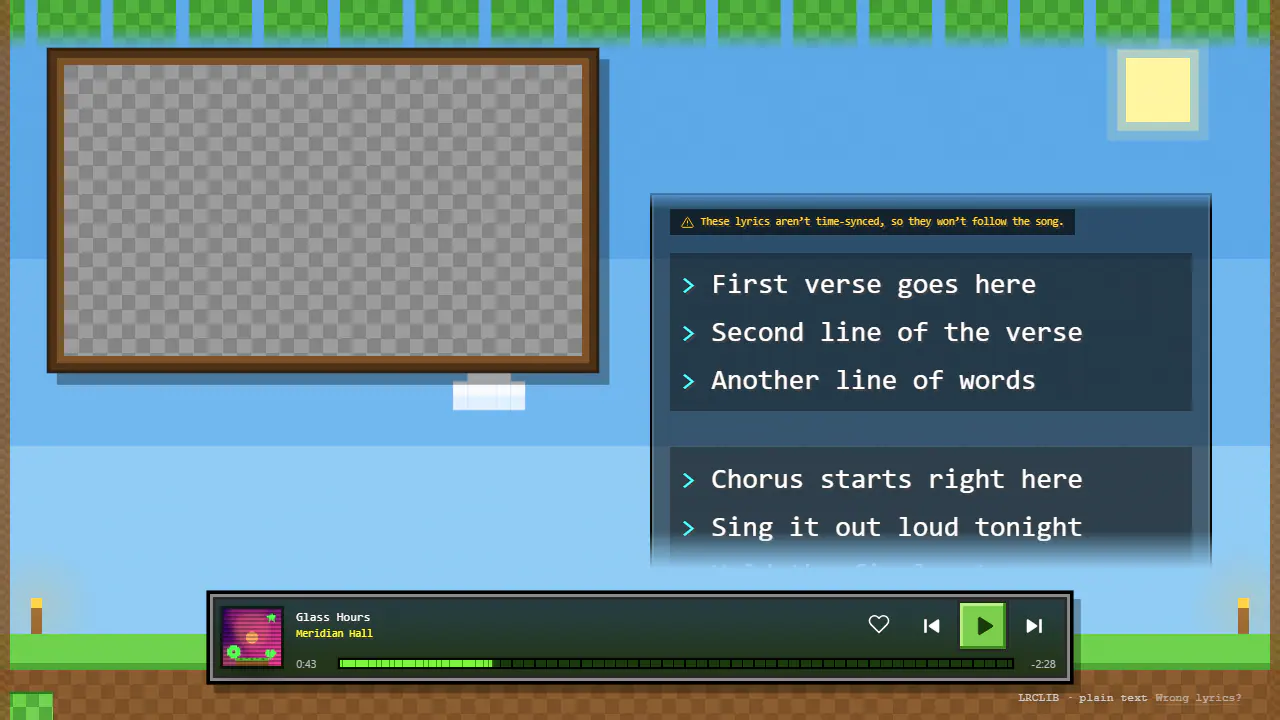 These lyrics aren’t time-synced, so they won’t follow the song.
> First verse goes here
> Second line of the verse
> Another line of words
> Chorus starts right here
> Sing it out loud tonight
Glass Hours
Meridian Hall
0:43
-2:28
LRCLIB · plain text Wrong lyrics?